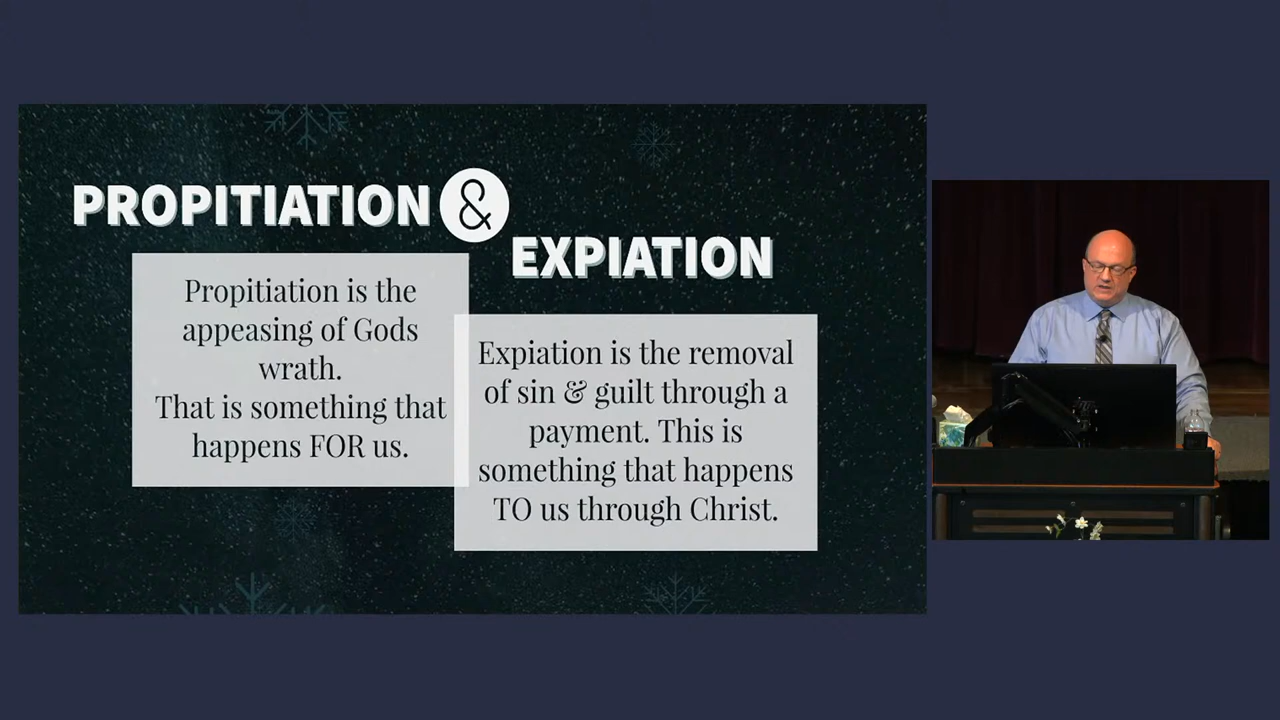 PROPITIATION &
EXPIATION
Propitiation is the
appeasing of Gods
wrath.
That is something that
happens FOR us.
Expiation is the removal
of sin & guilt through a
payment. This is
something that happens
TO us through Christ.